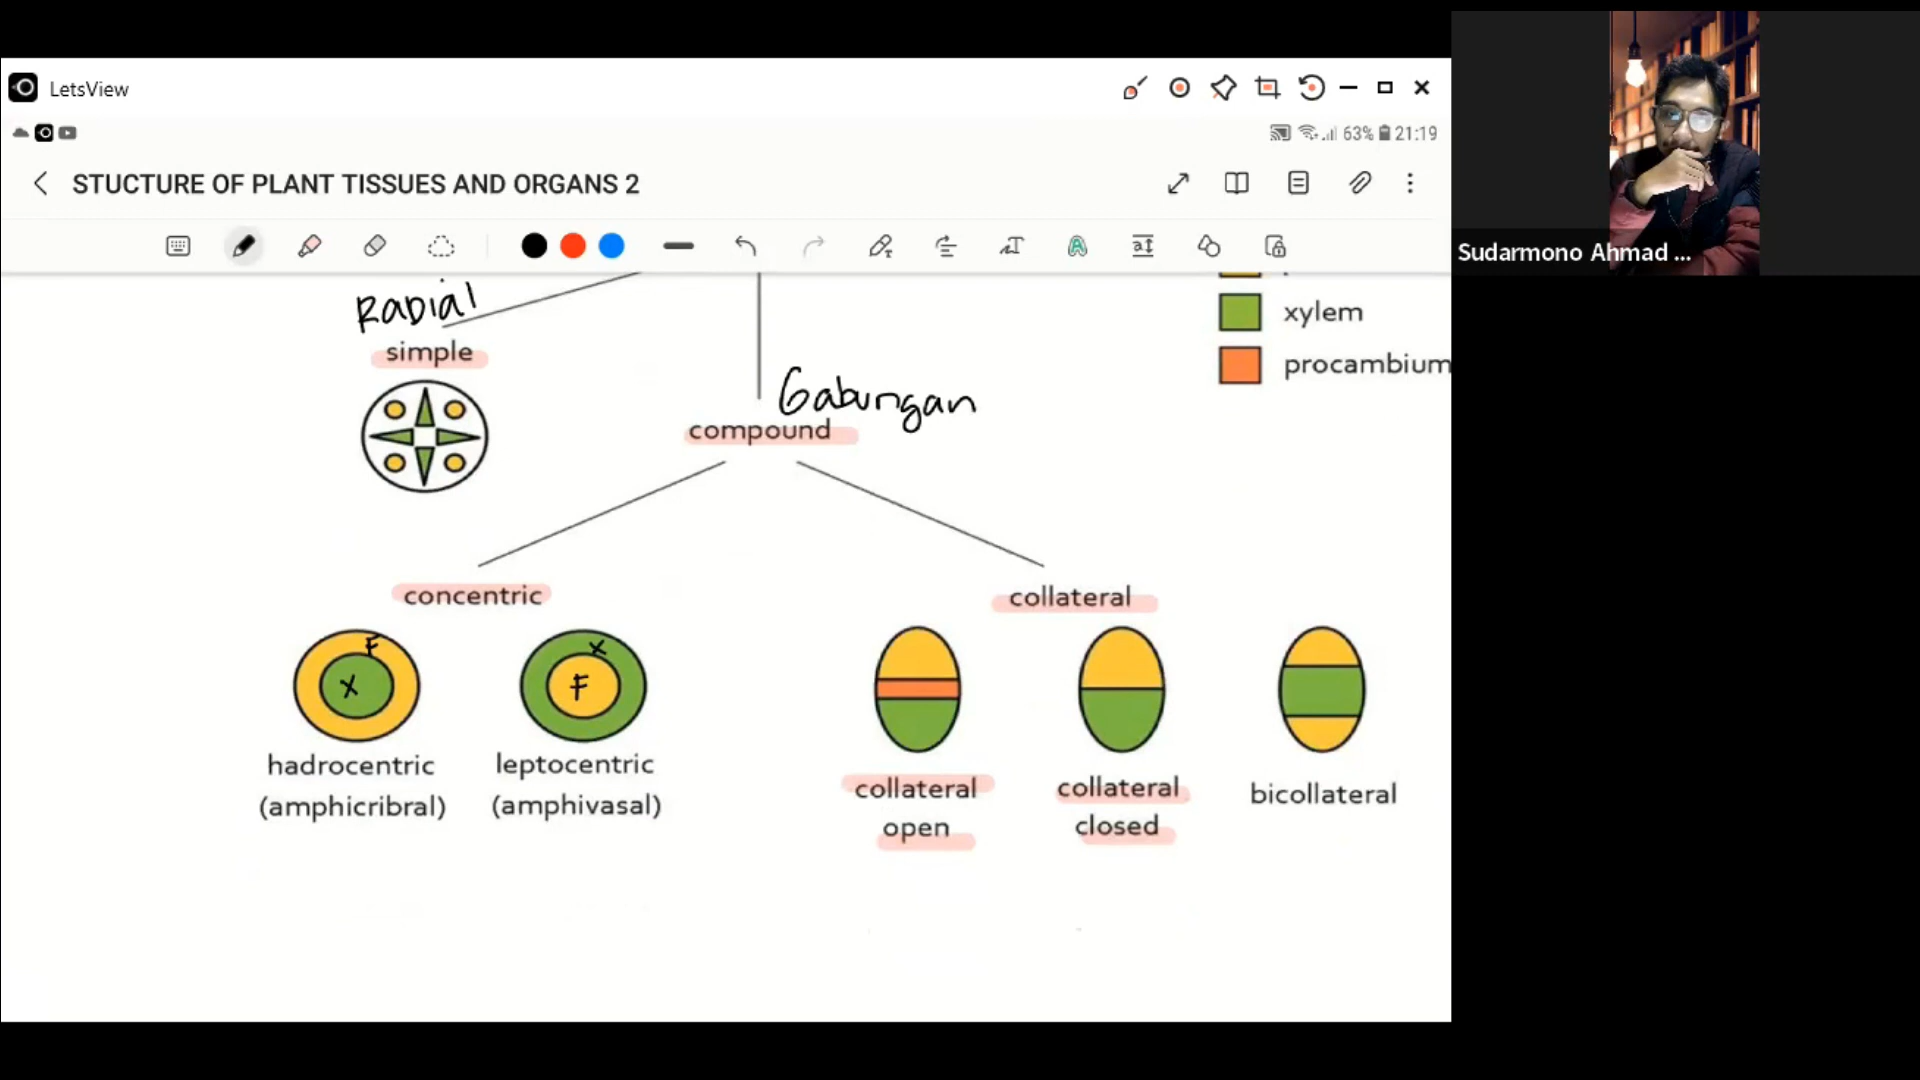 LetsView
63% 21:19
STUCTURE OF PLANT TISSUES AND ORGANS 2
Radial
simple
xylem
procambium
Gabungan
compound
concentric
collateral
F
X
X
F
hadrocentric
(amphicribral)
leptocentric
(amphivasal)
collateral
open
collateral
closed
bicollateral
Sudarmono Ahmad ...